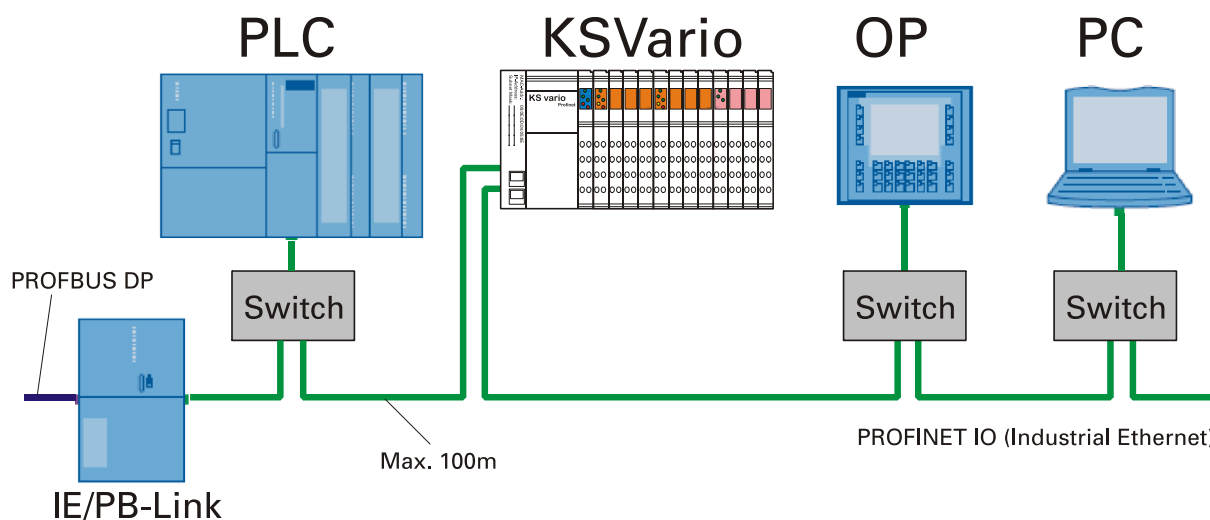 PLC
KSVario
OP
PC
KS vario
Profinet
PROFBUS DP
Switch
Switch
Switch
Max. 100m
PROFINET IO (Industrial Ethernet)
IE/PB-Link